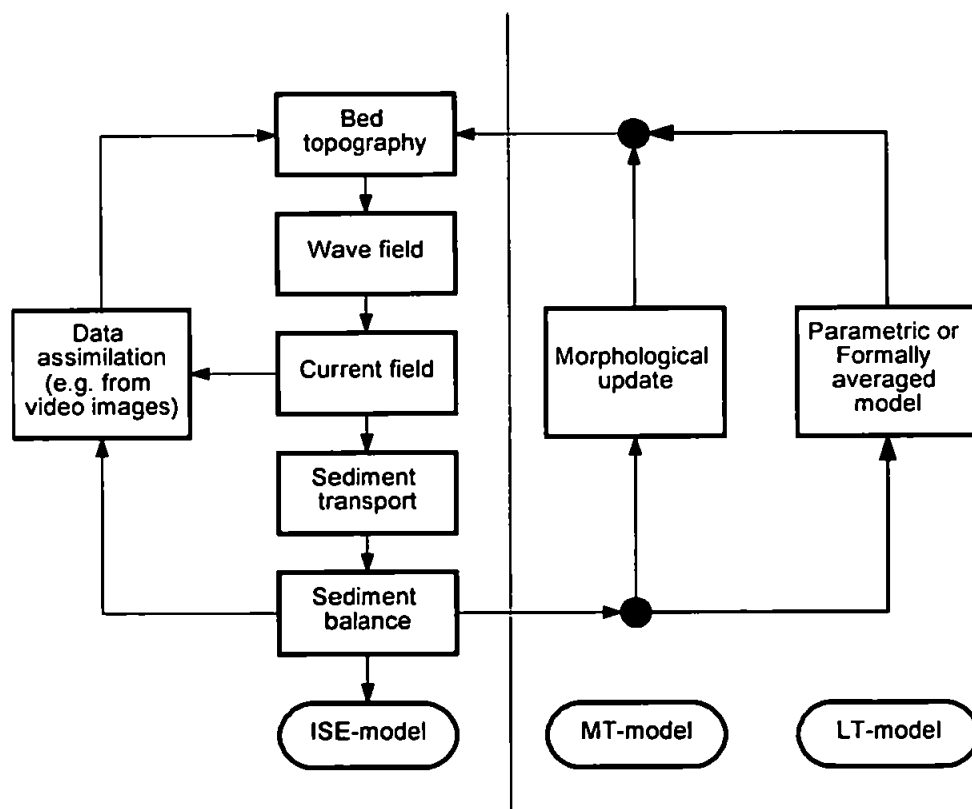 Bed
topography
Wave field
Data
assimilation
(e.g. from
video images)
Current field
Morphological
update
Parametric or
Formally
averaged
model
Sediment
transport
Sediment
balance
ISE-model
MT-model
LT-model